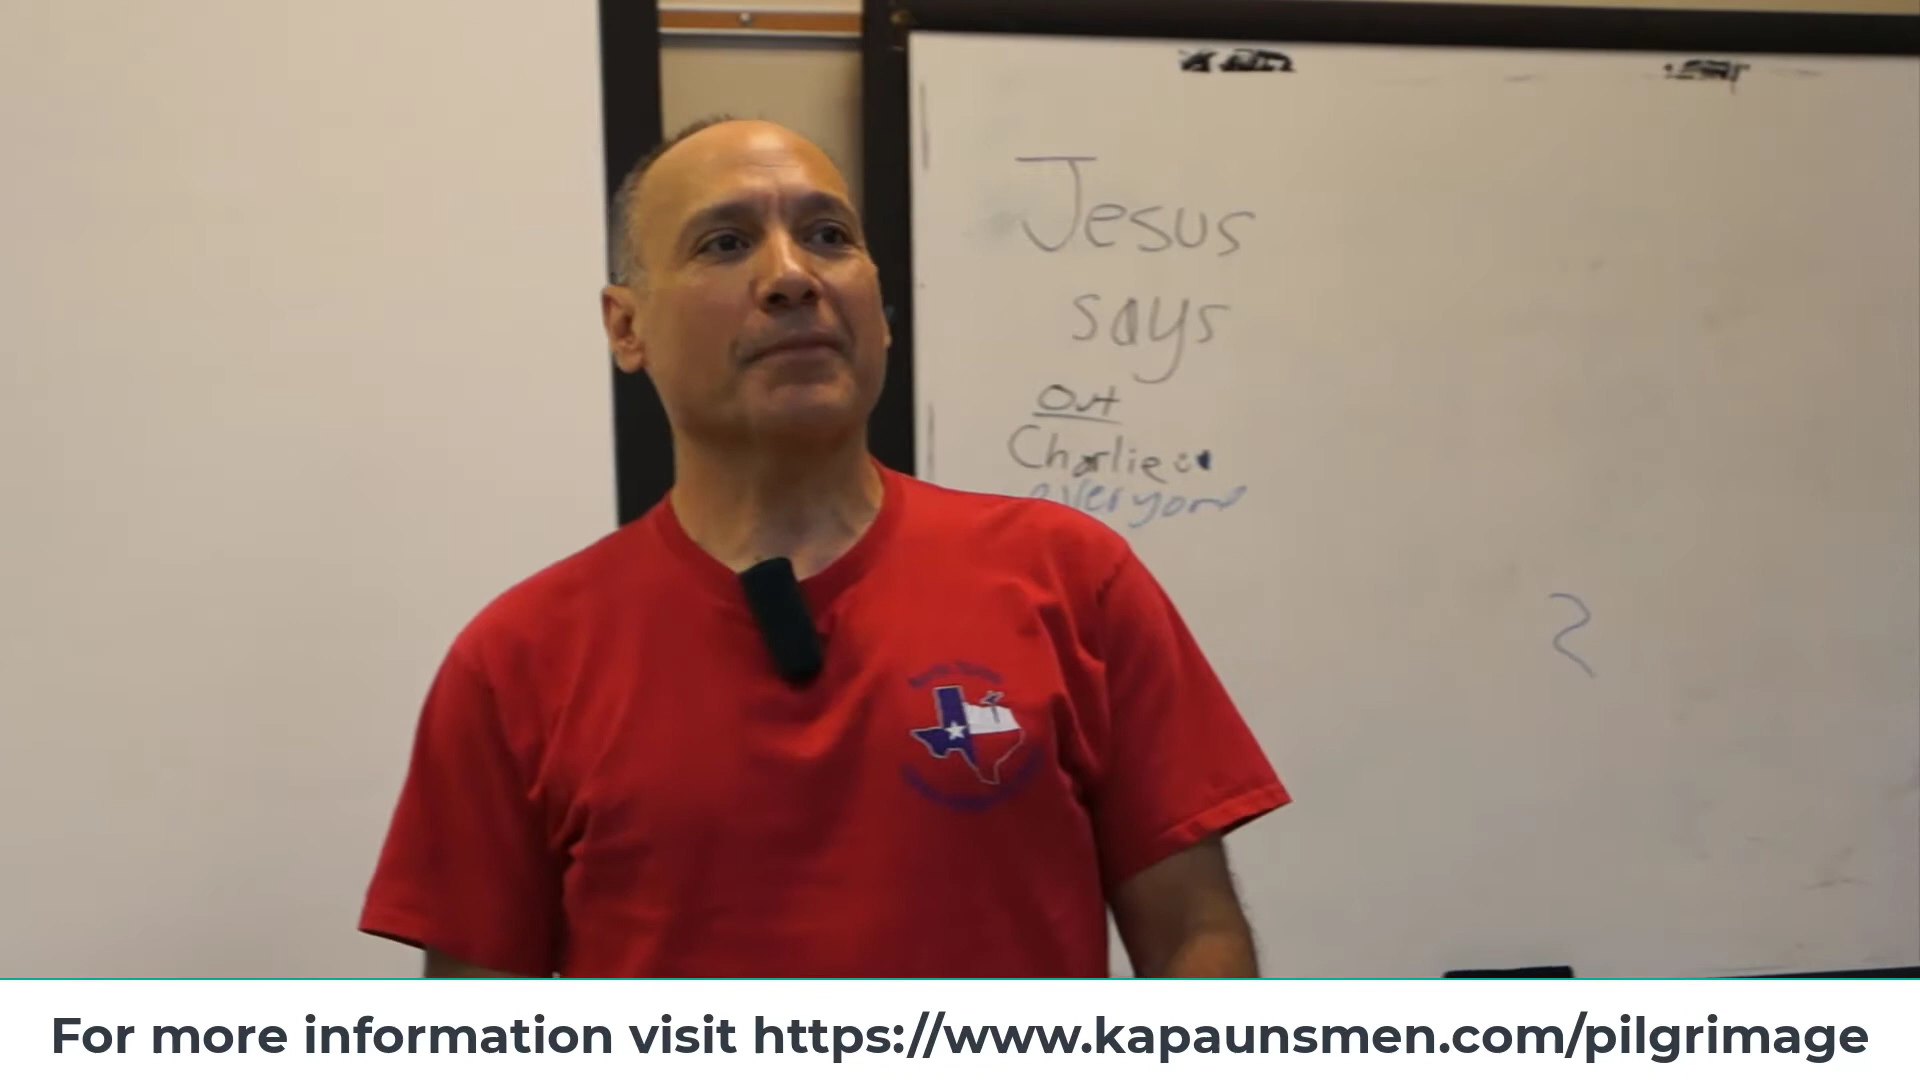 Jesus
says
Out
Charlie
everyone
For more information visit https://www.kapaunsmen.com/pilgrimage